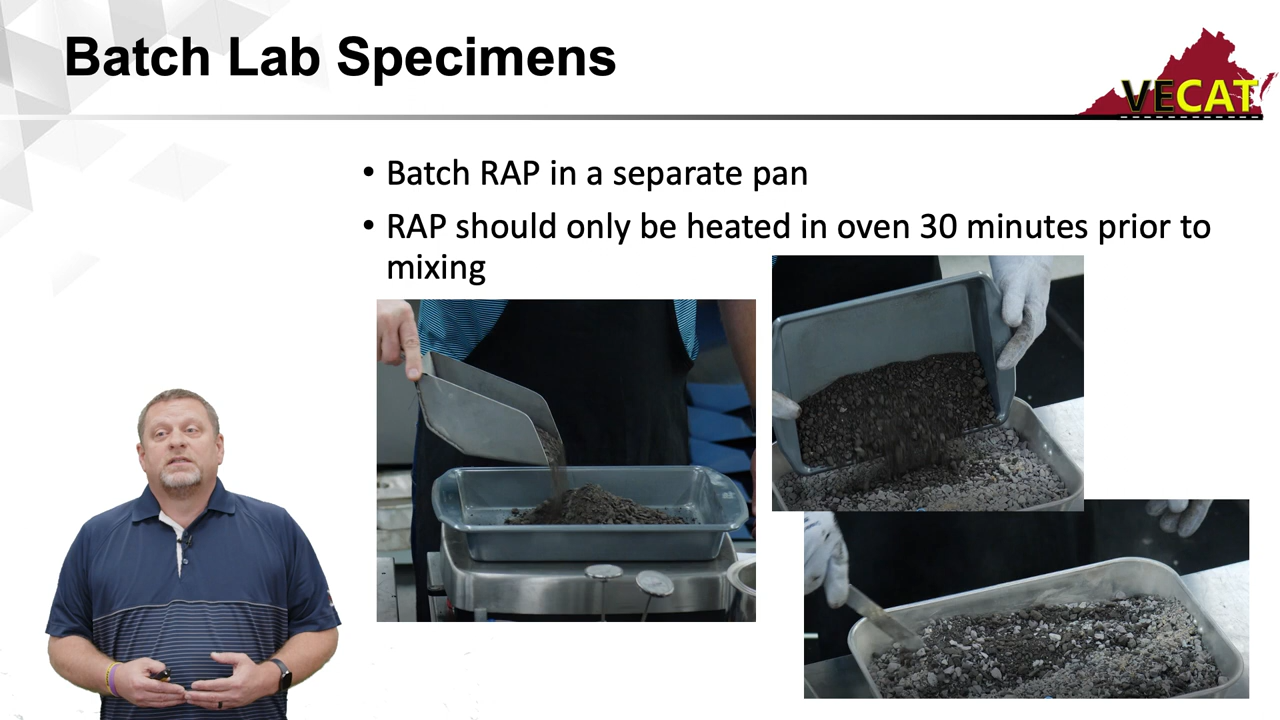 Batch Lab Specimens
VECAT
• Batch RAP in a separate pan
• RAP should only be heated in oven 30 minutes prior to
mixing